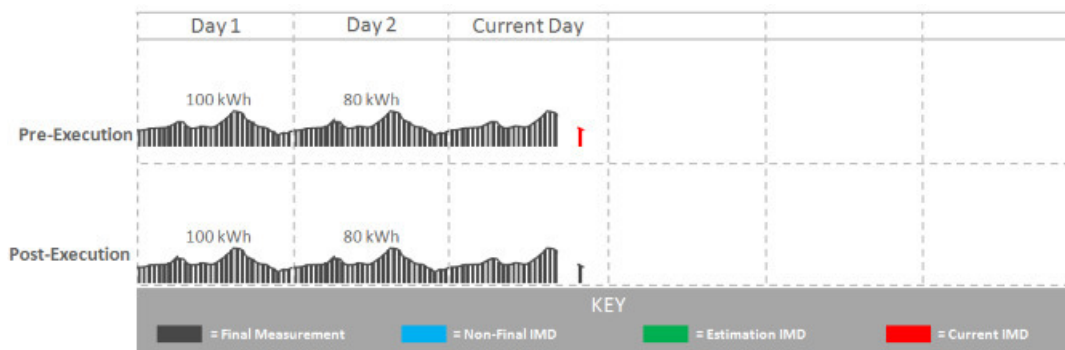 Day 1 Day 2 Current Day
100 kWh 80 kWh
Pre-Execution
100 kWh 80 kWh
Post-Execution
KEY
= Final Measurement = Non-Final IMD = Estimation IMD = Current IMD